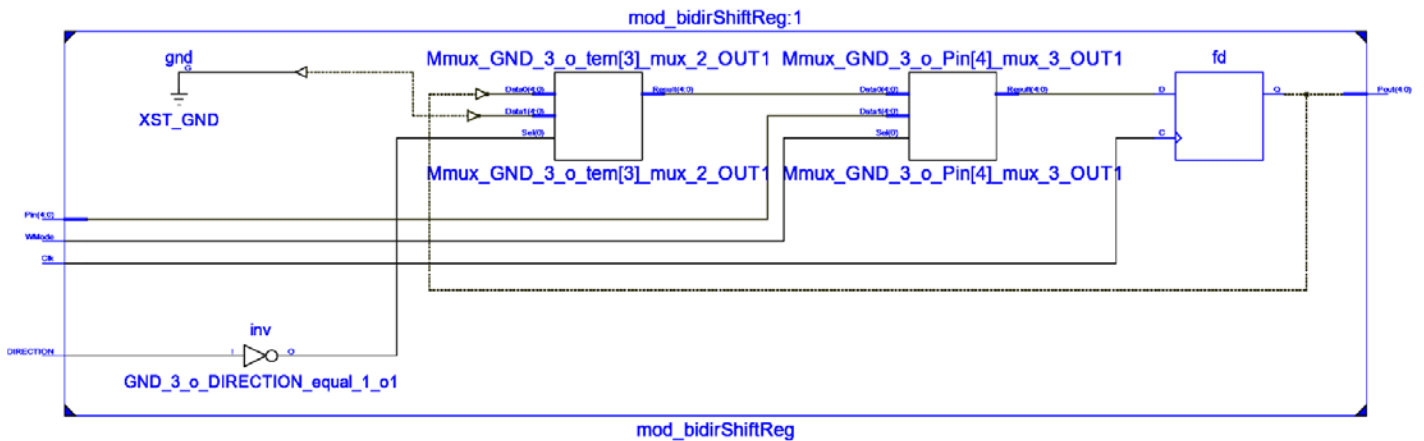 mod_bidirShiftReg:1
gnd
G
XST_GND
Mmux_GND_3_o_tem[3]_mux_2_OUT1
Data0(4:0)
Data1(4:0)
Sel(0)
Result(4:0)
Mmux_GND_3_o_tem[3]_mux_2_OUT1
Mmux_GND_3_o_Pin[4]_mux_3_OUT1
Data0(4:0)
Data1(4:0)
Sel(0)
Result(4:0)
Mmux_GND_3_o_Pin[4]_mux_3_OUT1
fd
D
C
Q
Pout(4:0)
Pin(4:0)
WMode
Clk
DIRECTION
inv
I
O
GND_3_o_DIRECTION_equal_1_o1
mod_bidirShiftReg